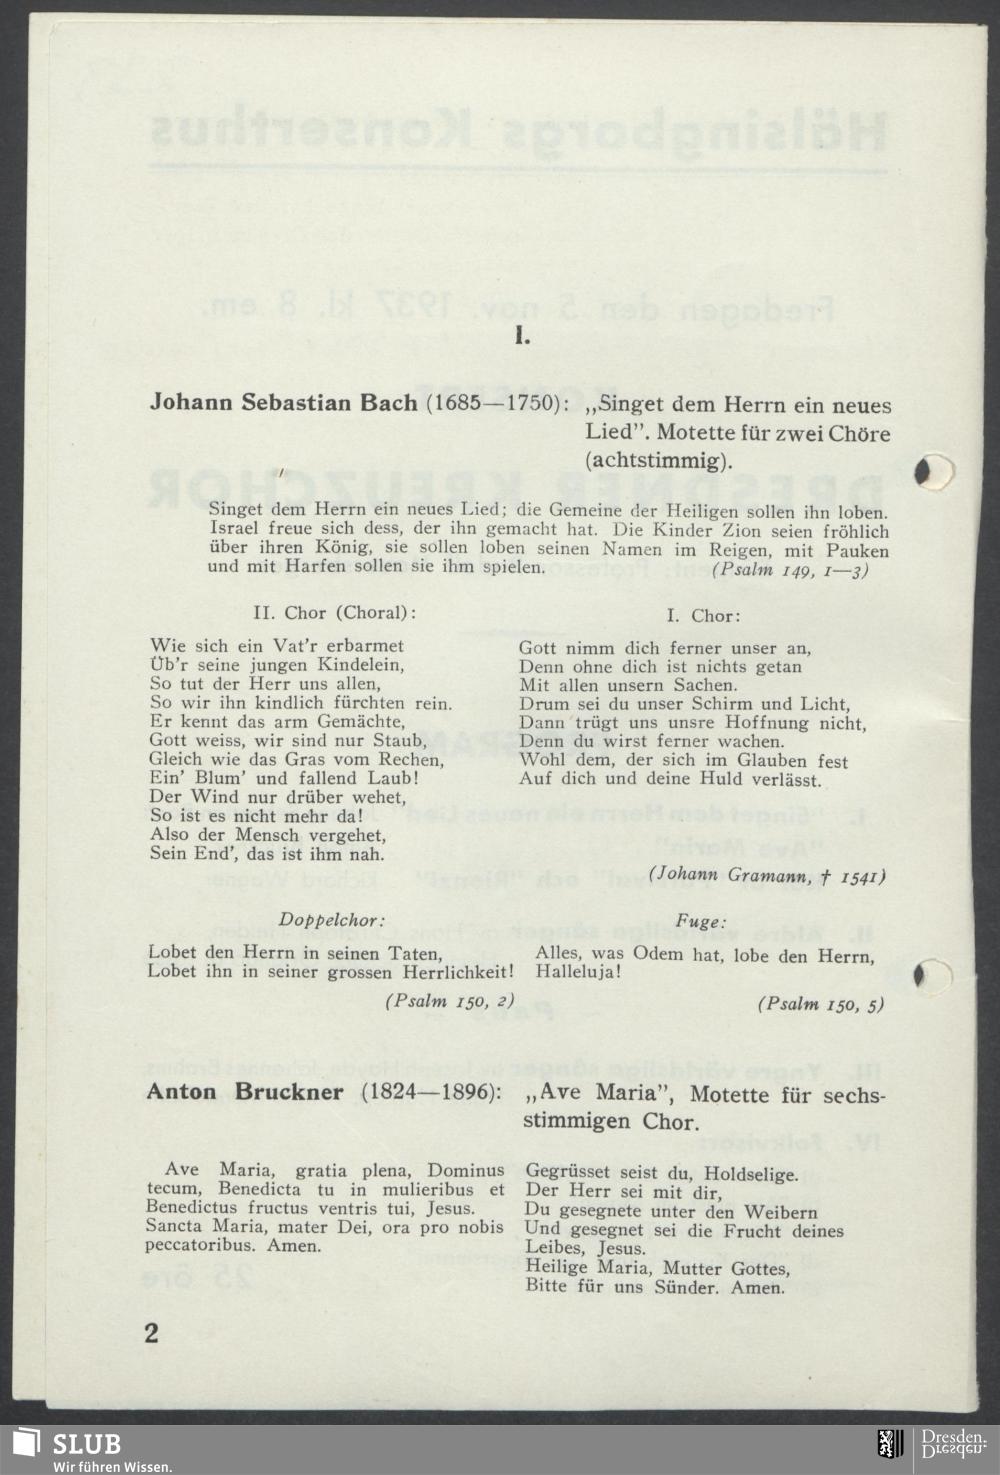 I.
Johann Sebastian Bach (1685—1750): „Singet dem Herrn ein neues
Lied”. Motette für zwei Chöre
(achtstimmig).
Singet dem Herrn ein neues Lied; die Gemeine der Heiligen sollen ihn loben.
Israel freue sich dess, der ihn gemacht hat. Die Kinder Zion seien fröhlich
über ihren König, sie sollen loben seinen Namen im Reigen, mit Pauken
und mit Harfen sollen sie ihm spielen. (Psalm 149, 1—3)
II. Chor (Choral):
Wie sich ein Vat'r erbarmet
Üb'r seine jungen Kindelein,
So tut der Herr uns allen,
So wir ihn kindlich fürchten rein.
Er kennt das arm Gemächte,
Gott weiss, wir sind nur Staub,
Gleich wie das Gras vom Rechen,
Ein' Blum' und fallend Laub!
Der Wind nur drüber wehet,
So ist es nicht mehr da!
Also der Mensch vergehet,
Sein End', das ist ihm nah.
I. Chor:
Gott nimm dich ferner unser an,
Denn ohne dich ist nichts getan
Mit allen unsern Sachen.
Drum sei du unser Schirm und Licht,
Dann trügt uns unsre Hoffnung nicht,
Denn du wirst ferner wachen.
Wohl dem, der sich im Glauben fest
Auf dich und deine Huld verlässt.
(Johann Gramann, † 1541)
Doppelchor:
Lobet den Herrn in seinen Taten,
Lobet ihn in seiner grossen Herrlichkeit!
(Psalm 150, 2)
Fuge:
Alles, was Odem hat, lobe den Herrn,
Halleluja!
(Psalm 150, 5)
Anton Bruckner (1824—1896): „Ave Maria”, Motette für sechs-
stimmigen Chor.
Ave Maria, gratia plena, Dominus
tecum, Benedicta tu in mulieribus et
Benedictus fructus ventris tui, Jesus.
Sancta Maria, mater Dei, ora pro nobis
peccatoribus. Amen.
Gegrüsset seist du, Holdselige.
Der Herr sei mit dir,
Du gesegnete unter den Weibern
Und gesegnet sei die Frucht deines
Leibes, Jesus.
Heilige Maria, Mutter Gottes,
Bitte für uns Sünder. Amen.
2
SLUB
Wir führen Wissen.
Dresden.